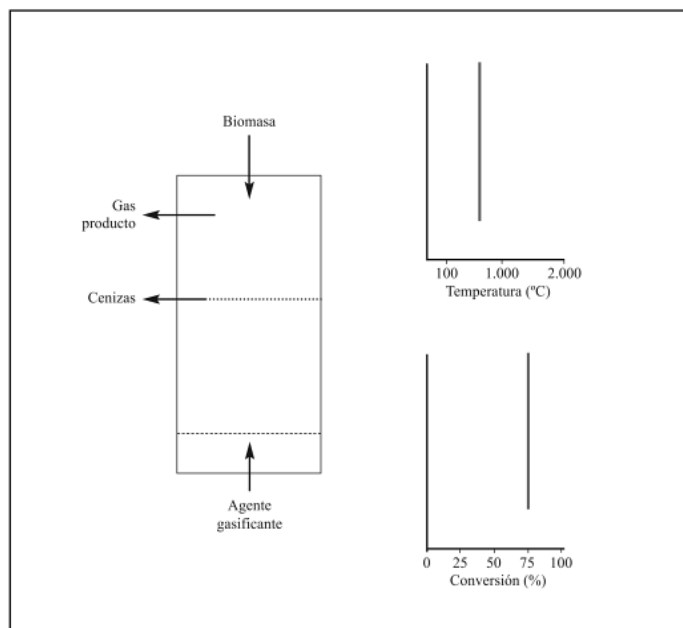 Biomasa
Gas
producto
Cenizas
Agente
gasificante
100 1.000 2.000
Temperatura (ºC)
0 25 50 75 100
Conversión (%)